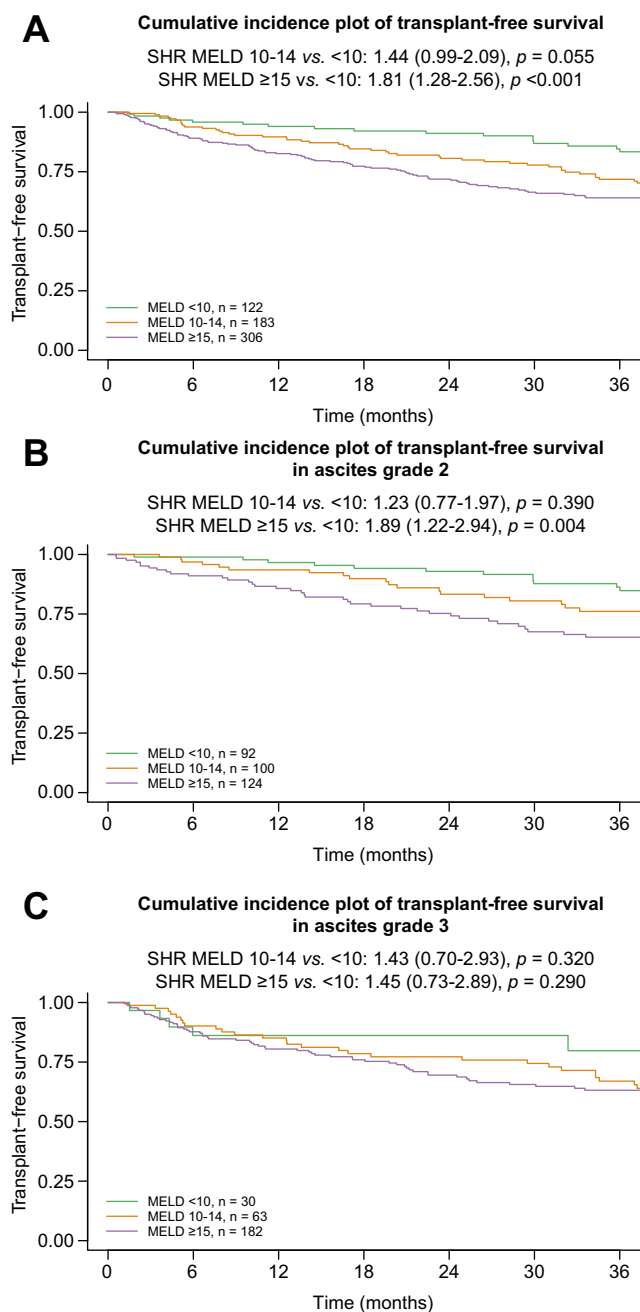 A
Cumulative incidence plot of transplant-free survival
SHR MELD 10-14 vs. <10: 1.44 (0.99-2.09), p = 0.055
SHR MELD ≥15 vs. <10: 1.81 (1.28-2.56), p <0.001
Transplant-free survival
1.00
0.75
0.50
0.25
0.00
MELD <10, n = 122
MELD 10-14, n = 183
MELD ≥15, n = 306
0 6 12 18 24 30 36
Time (months)
B
Cumulative incidence plot of transplant-free survival
in ascites grade 2
SHR MELD 10-14 vs. <10: 1.23 (0.77-1.97), p = 0.390
SHR MELD ≥15 vs. <10: 1.89 (1.22-2.94), p = 0.004
Transplant-free survival
1.00
0.75
0.50
0.25
0.00
MELD <10, n = 92
MELD 10-14, n = 100
MELD ≥15, n = 124
0 6 12 18 24 30 36
Time (months)
C
Cumulative incidence plot of transplant-free survival
in ascites grade 3
SHR MELD 10-14 vs. <10: 1.43 (0.70-2.93), p = 0.320
SHR MELD ≥15 vs. <10: 1.45 (0.73-2.89), p = 0.290
Transplant-free survival
1.00
0.75
0.50
0.25
0.00
MELD <10, n = 30
MELD 10-14, n = 63
MELD ≥15, n = 182
0 6 12 18 24 30 36
Time (months)